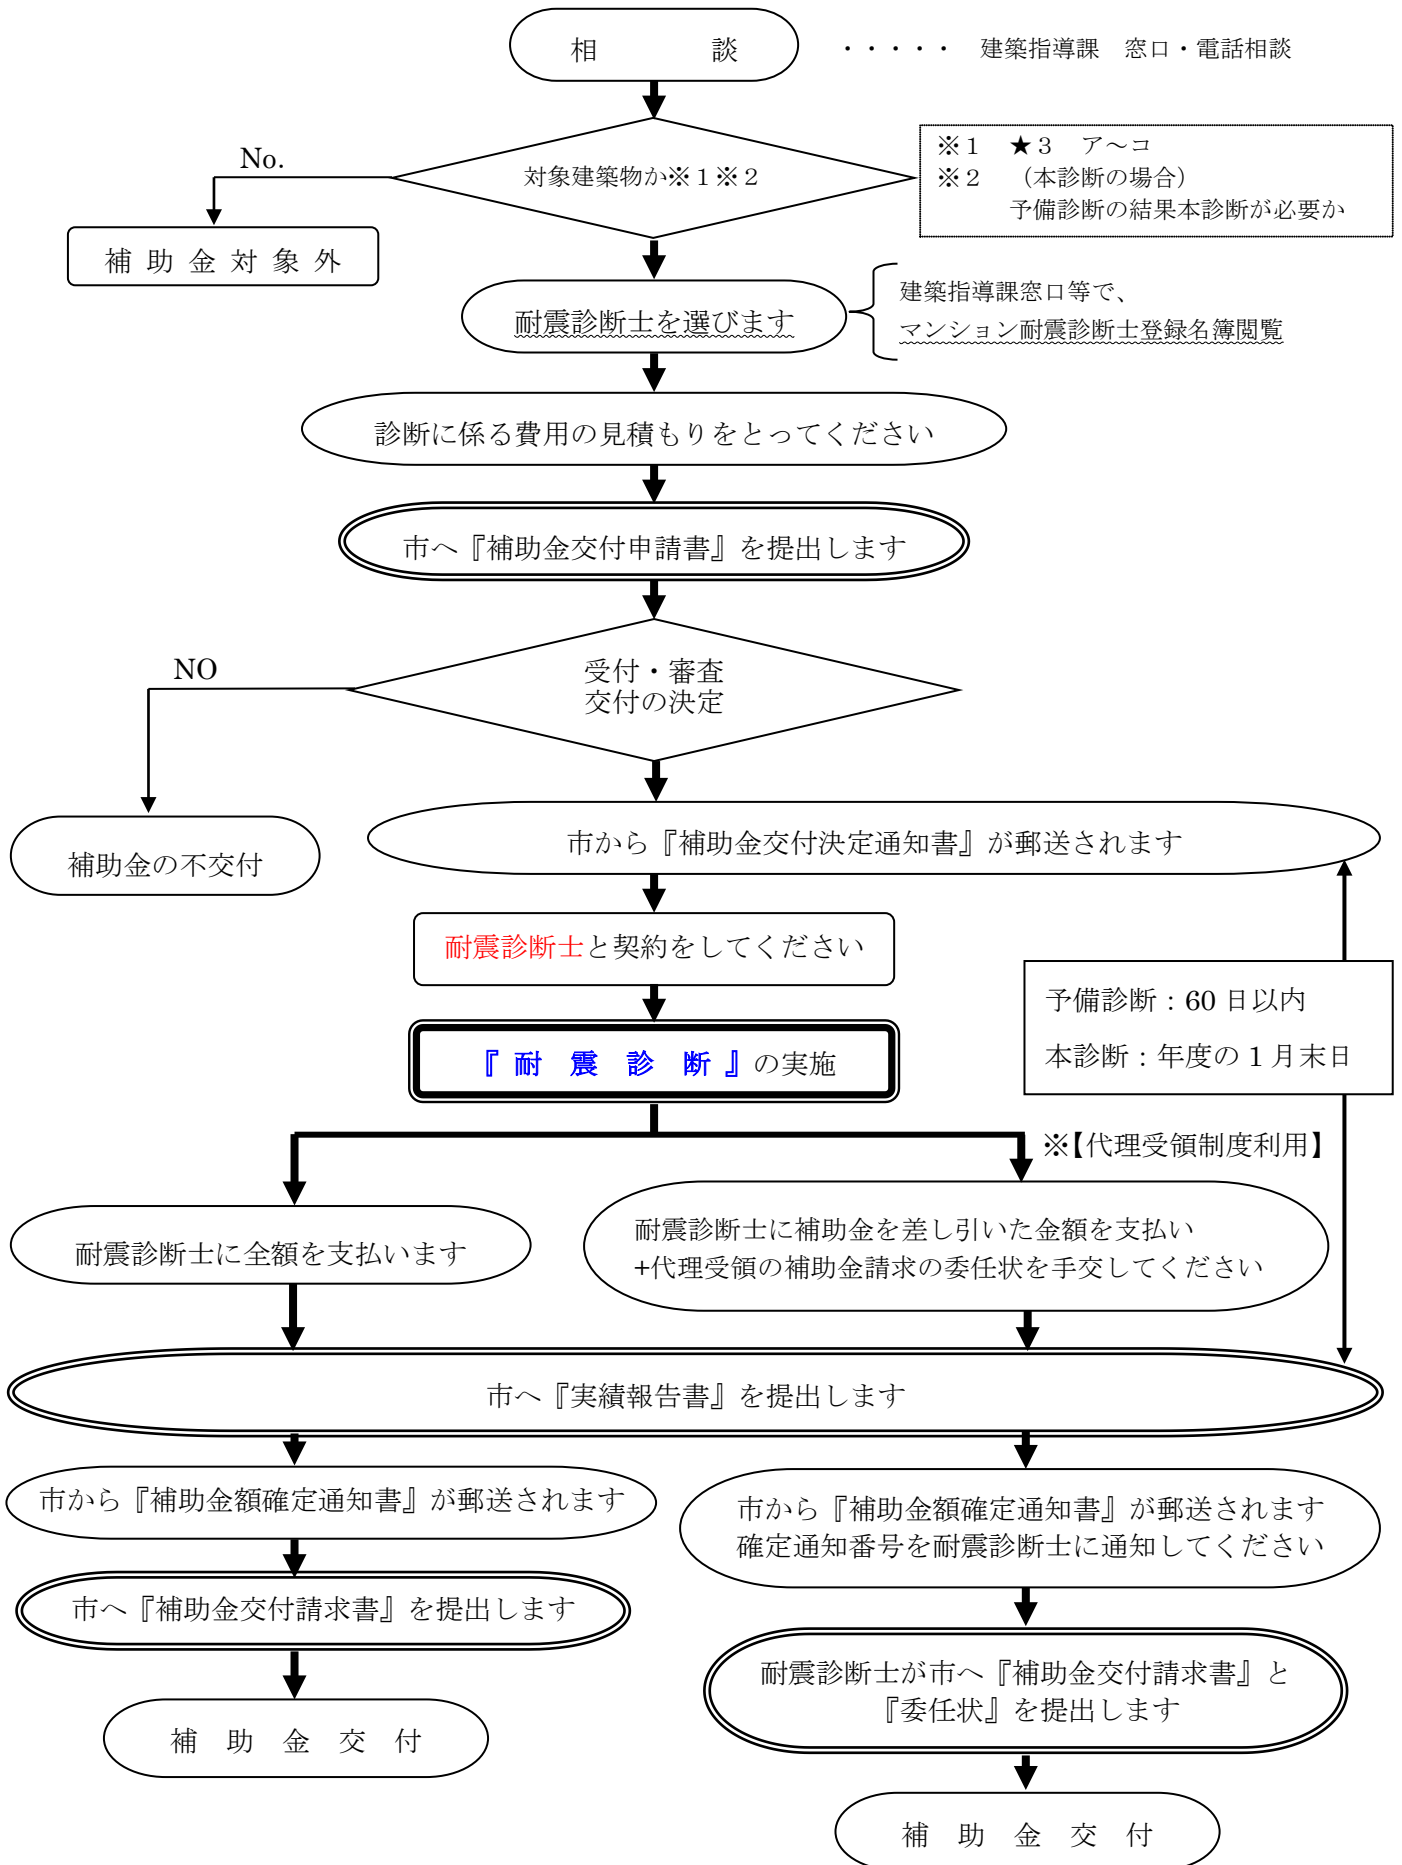 相　　　談
・・・・・　建築指導課　窓口・電話相談
No.
対象建築物か※１※２
※１　★３　ア～コ
※２　（本診断の場合）
予備診断の結果本診断が必要か
補 助 金 対 象 外
耐震診断士を選びます
建築指導課窓口等で、
マンション耐震診断士登録名簿閲覧
診断に係る費用の見積もりをとってください
市へ『補助金交付申請書』を提出します
NO
受付・審査
交付の決定
市から『補助金交付決定通知書』が郵送されます
補助金の不交付
耐震診断士と契約をしてください
予備診断：60 日以内
本診断：年度の 1 月末日
『 耐　震　診　断 』の実施
※【代理受領制度利用】
耐震診断士に全額を支払います
耐震診断士に補助金を差し引いた金額を支払い
+代理受領の補助金請求の委任状を手交してください
市へ『実績報告書』を提出します
市から『補助金額確定通知書』が郵送されます
市から『補助金額確定通知書』が郵送されます
確定通知番号を耐震診断士に通知してください
市へ『補助金交付請求書』を提出します
耐震診断士が市へ『補助金交付請求書』と
『委任状』を提出します
補　助　金　交　付
補　助　金　交　付